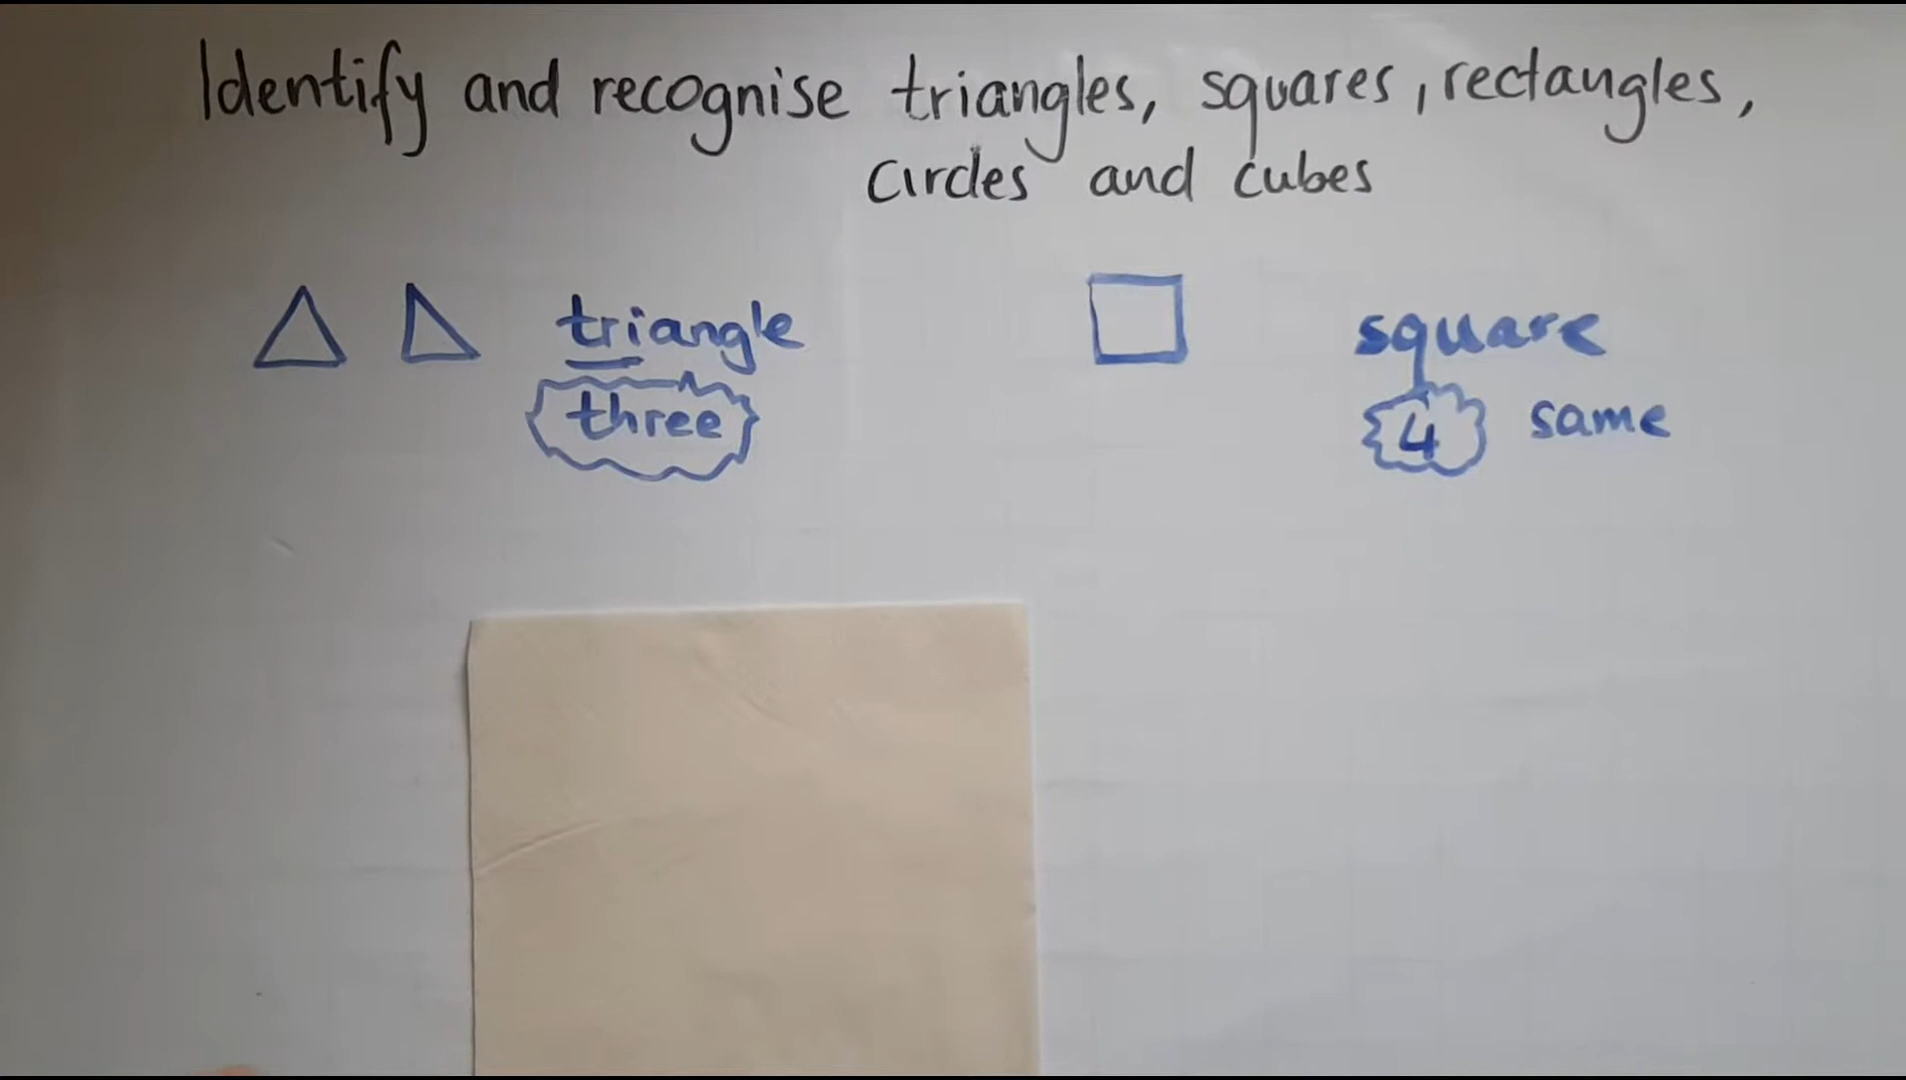 Identify and recognise triangles, squares, rectangles,
circles and cubes
triangle
three
square
4 same